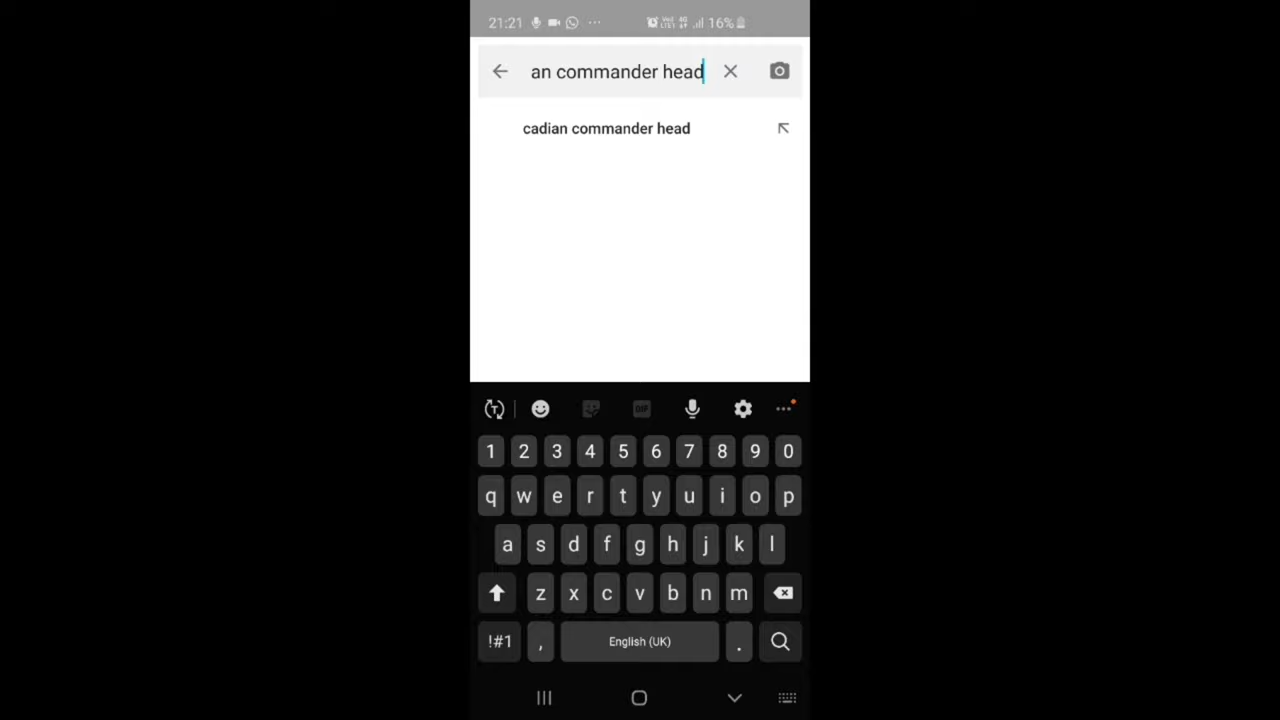 21:21 16%
an commander head
cadian commander head
1 2 3 4 5 6 7 8 9 0
q w e r t y u i o p
a s d f g h j k l
z x c v b n m
!#1 , English (UK) .